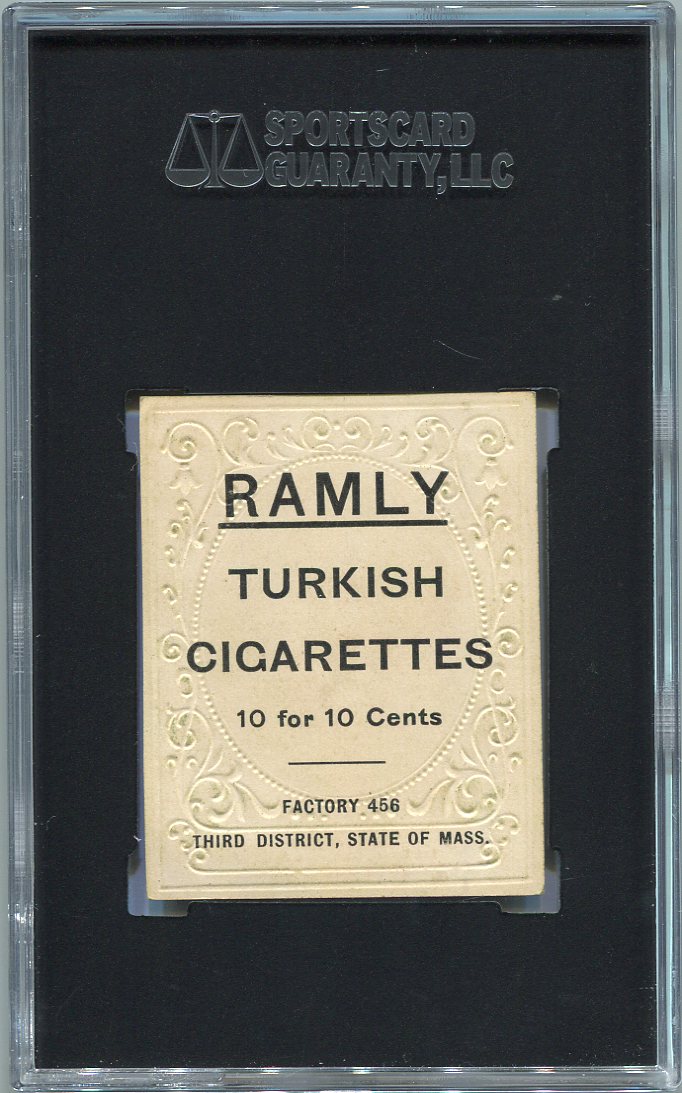 SPORTSCARD
GUARANTY, LLC
RAMLY
TURKISH
CIGARETTES
10 for 10 Cents
FACTORY 456
THIRD DISTRICT, STATE OF MASS.